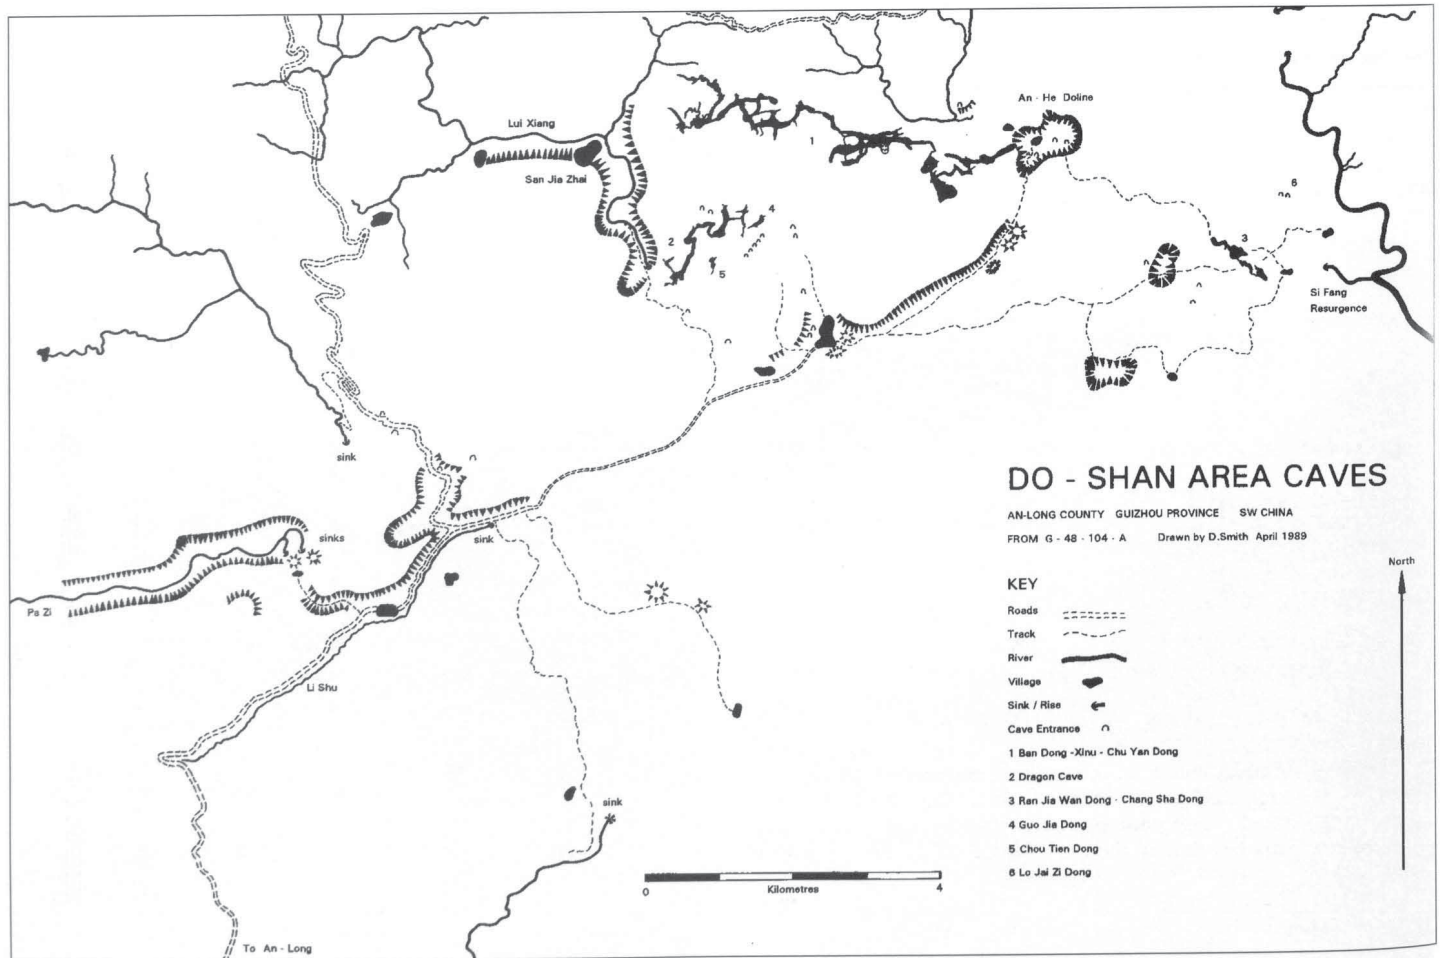 An - He Doline
Lui Xiang
1
San Jia Zhai
6
4
2
3
5
Si Fang
Resurgence
sink
DO - SHAN AREA CAVES
AN-LONG COUNTY GUIZHOU PROVINCE SW CHINA
FROM G - 48 - 104 - A Drawn by D.Smith April 1989
sinks
sink
North
KEY
Pa Zi
Roads
Track
River
Village
Li Shu
Sink / Rise
Cave Entrance
1 Ban Dong -Xinu - Chu Yan Dong
2 Dragon Cave
3 Ran Jia Wan Dong - Chang Sha Dong
sink
4 Guo Jia Dong
5 Chou Tien Dong
6 Lo Jai Zi Dong
0 Kilometres 4
To An - Long